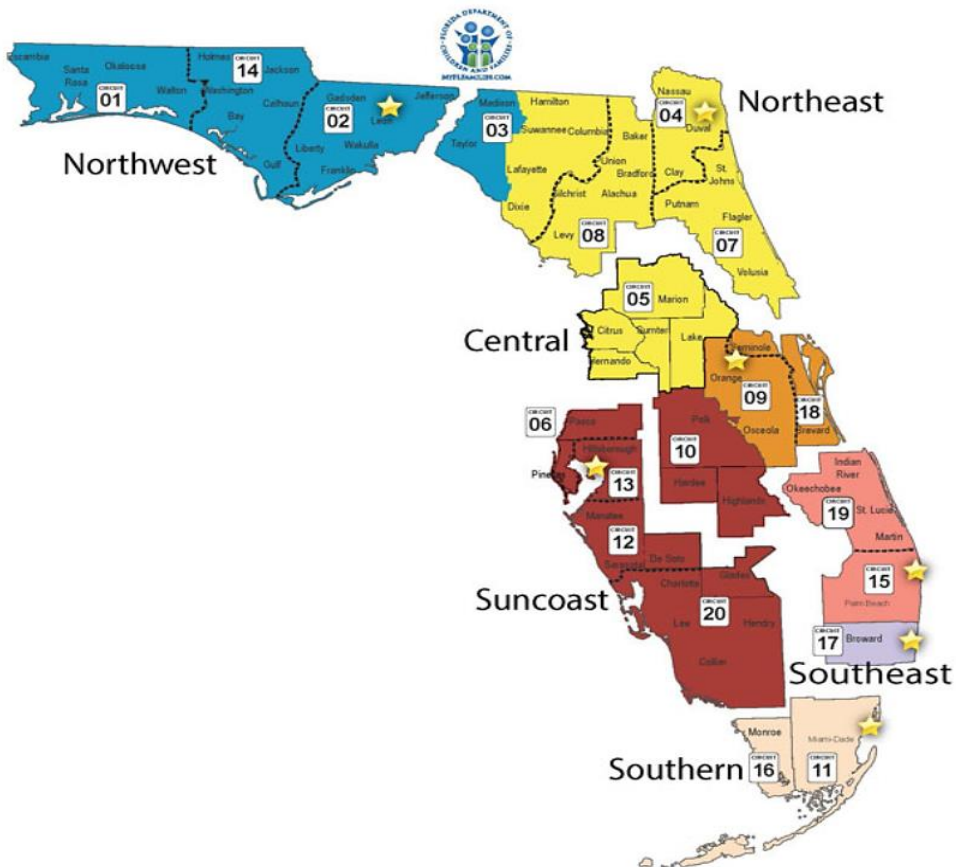 FLORIDA DEPARTMENT OF
CHILDREN AND FAMILIES
MYFLFAMILIES.COM
Escambia
Santa
Rosa
Okaloosa
Walton
CIRCUIT
01
Holmes
Jackson
Washington
CIRCUIT
14
Calhoun
Bay
Gulf
Northwest
Gadsden
Leon
Jefferson
CIRCUIT
02
Liberty
Wakulla
Franklin
Madison
Taylor
CIRCUIT
03
Hamilton
Suwannee
Columbia
Lafayette
Dixie
Baker
Union
Bradford
Gilchrist
Alachua
Levy
CIRCUIT
08
Nassau
CIRCUIT
04
Duval
Clay
Northeast
St.
Johns
Putnam
Flagler
CIRCUIT
07
Volusia
CIRCUIT
05
Marion
Citrus
Sumter
Lake
Hernando
Central
Seminole
Orange
CIRCUIT
09
Osceola
CIRCUIT
18
Brevard
CIRCUIT
06
Pasco
Pinellas
Hillsborough
CIRCUIT
13
Polk
CIRCUIT
10
Hardee
Highlands
Manatee
CIRCUIT
12
Sarasota
De Soto
Suncoast
Charlotte
Glades
CIRCUIT
20
Lee
Hendry
Collier
Indian
River
Okeechobee
CIRCUIT
19
St. Lucie
Martin
CIRCUIT
15
Palm Beach
CIRCUIT
17
Broward
Southeast
Monroe
CIRCUIT
16
Miami-Dade
CIRCUIT
11
Southern